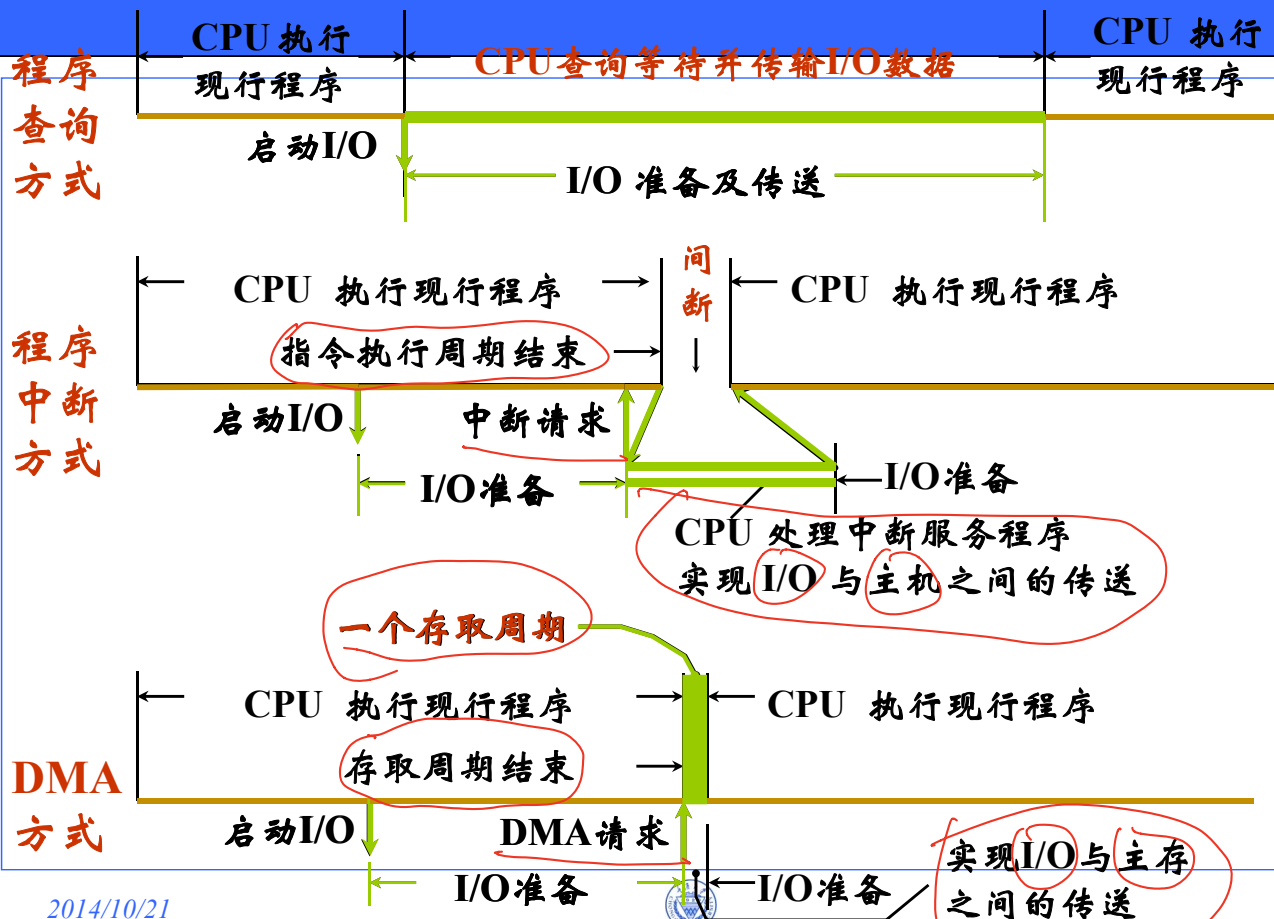 CPU 执行
现行程序
CPU查询等待并传输I/O数据
CPU 执行
现行程序
程序
查询
方式
启动I/O
I/O 准备及传送
间
断
CPU 执行现行程序
CPU 执行现行程序
指令执行周期结束
程序
中断
方式
启动I/O
中断请求
I/O准备
I/O准备
CPU 处理中断服务程序
实现 I/O 与主机之间的传送
一个存取周期
CPU 执行现行程序
CPU 执行现行程序
存取周期结束
DMA
方式
启动I/O
DMA请求
I/O准备
I/O准备
实现I/O与主存
之间的传送
2014/10/21